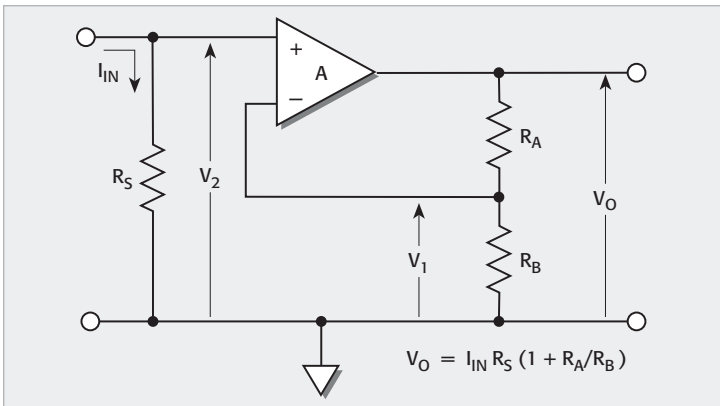 +
A
−
I_IN
R_S
V_2
R_A
V_O
V_1
R_B
V_O = I_IN R_S (1 + R_A/R_B)